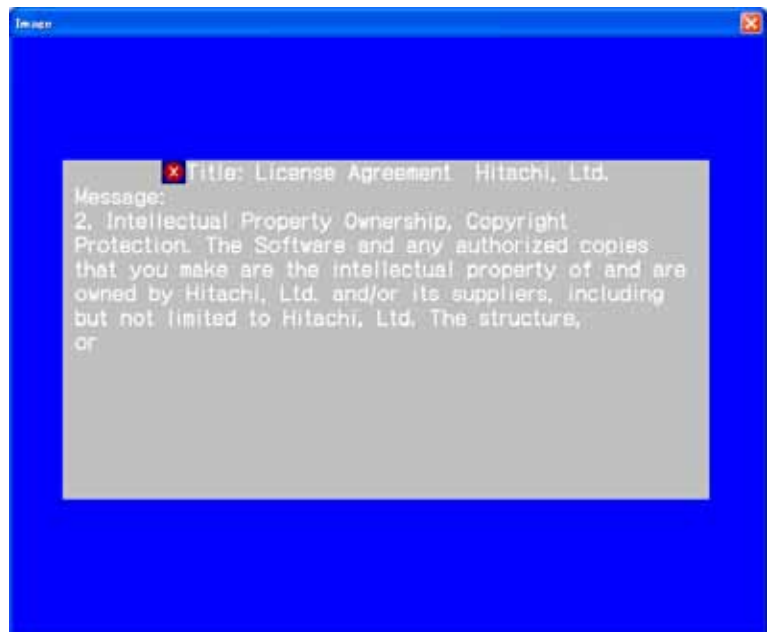 Image
Title: License Agreement  Hitachi, Ltd.
Message:
2. Intellectual Property Ownership, Copyright
Protection. The Software and any authorized copies
that you make are the intellectual property of and are
owned by Hitachi, Ltd. and/or its suppliers, including
but not limited to Hitachi, Ltd. The structure,
or